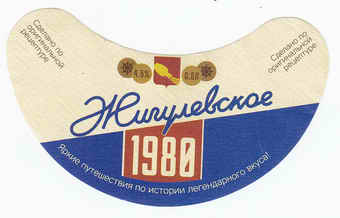 Сделано по
оригинальной
рецептуре
4,5%
0,5Л
Сделано по
оригинальной
рецептуре
Жигулевское
1980
Яркие путешествия по истории легендарного вкуса!